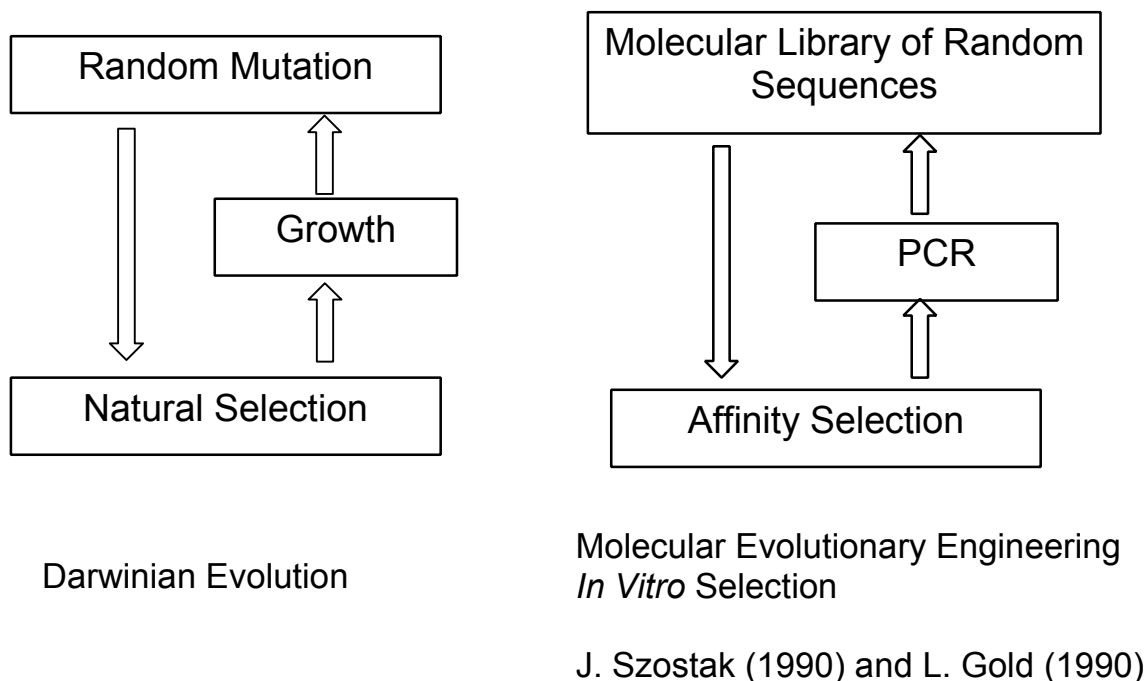 Random Mutation
Growth
Natural Selection
Darwinian Evolution
Molecular Library of Random
Sequences
PCR
Affinity Selection
Molecular Evolutionary Engineering
In Vitro Selection
J. Szostak (1990) and L. Gold (1990)